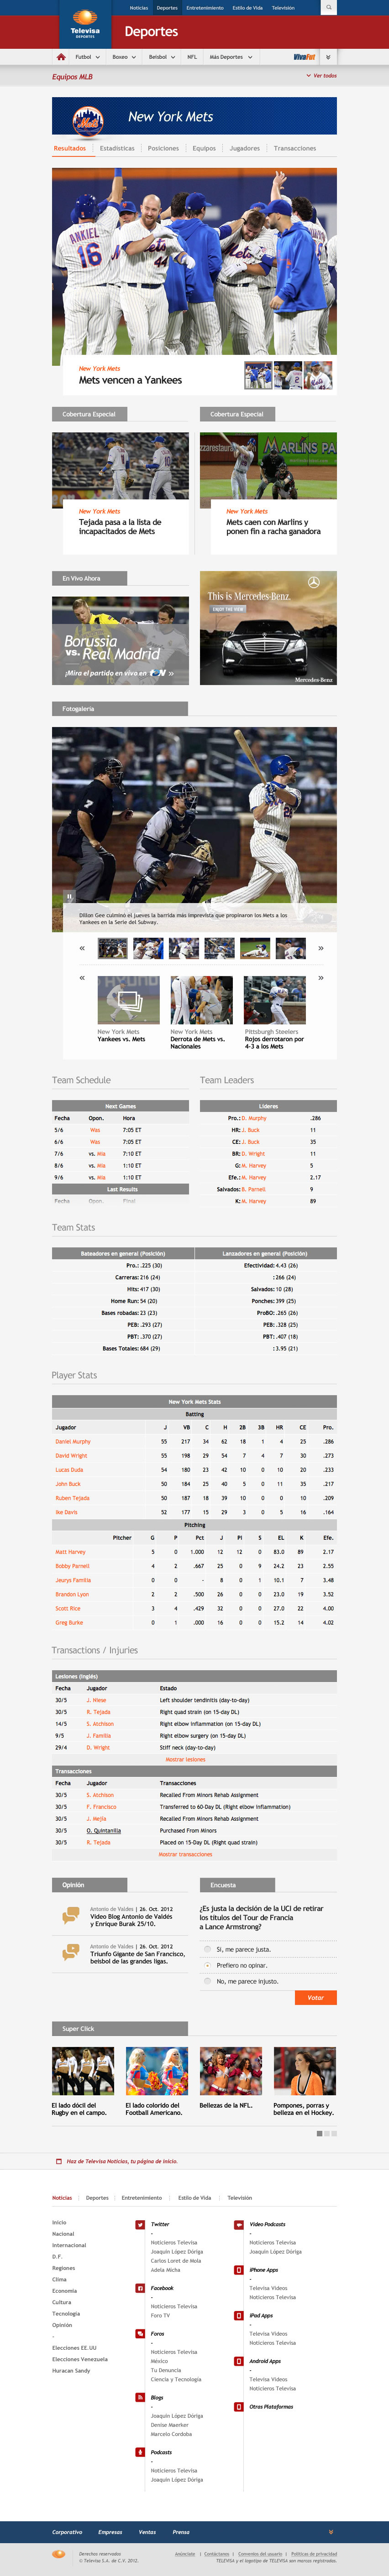 Noticias Deportes Entretenimiento Estilo de Vida Televisión
Televisa
DEPORTES
Deportes
Futbol Boxeo Beisbol NFL Más Deportes VivoFut
Equipos MLB Ver todos
Mets New York Mets
Resultados Estadísticas Posiciones Equipos Jugadores Transacciones
ANKIEL
16
New York Mets
Mets vencen a Yankees
Cobertura Especial Cobertura Especial
New York Mets
Tejada pasa a la lista de
incapacitados de Mets
New York Mets
Mets caen con Marlins y
ponen fin a racha ganadora
En Vivo Ahora
Borussia
vs. Real Madrid
¡Mira el partido en vivo en tdn »
This is Mercedes-Benz.
ENJOY THE VIEW
Mercedes-Benz
Fotogalería
Dillon Gee culminó el jueves la barrida más imprevista que propinaron los Mets a los
Yankees en la Serie del Subway.
New York Mets
Yankees vs. Mets
New York Mets
Derrota de Mets vs.
Nacionales
Pittsburgh Steelers
Rojos derrotaron por
4-3 a los Mets
Team Schedule
Next Games
Fecha Opon. Hora
5/6 Was 7:05 ET
6/6 Was 7:05 ET
7/6 vs. Mia 7:10 ET
8/6 vs. Mia 1:10 ET
9/6 vs. Mia 1:10 ET
Last Results
Fecha Opon. Final
Team Leaders
Líderes
Pro.: D. Murphy .286
HR: J. Buck 11
CE: J. Buck 35
BR: D. Wright 11
G: M. Harvey 5
Efe.: M. Harvey 2.17
Salvados: B. Parnell 9
K: M. Harvey 89
Team Stats
Bateadores en general (Posición) Lanzadores en general (Posición)
Pro.: .225 (30) Efectividad: 4.43 (26)
Carreras: 216 (24) : 266 (24)
Hits: 417 (30) Salvados: 10 (28)
Home Run: 54 (20) Ponches: 399 (25)
Bases robadas: 23 (23) ProBO: .265 (26)
PEB: .293 (27) PEB: .328 (25)
PBT: .370 (27) PBT: .407 (18)
Bases Totales: 684 (29) : 3.95 (21)
Player Stats
New York Mets Stats
Batting
Jugador J VB C H 2B 3B HR CE Pro.
Daniel Murphy 55 217 34 62 18 1 4 25 .286
David Wright 55 198 29 54 7 4 7 30 .273
Lucas Duda 54 180 23 42 10 0 10 20 .233
John Buck 50 184 25 40 5 0 11 35 .217
Ruben Tejada 50 187 18 39 10 0 0 10 .209
Ike Davis 52 177 15 29 3 0 5 16 .164
Pitching
Pitcher G P Pct J PI S EL K Efe.
Matt Harvey 5 0 1.000 12 12 0 83.0 89 2.17
Bobby Parnell 4 2 .667 25 0 9 24.2 23 2.55
Jeurys Familia 0 0 - 8 0 1 10.1 7 3.48
Brandon Lyon 2 2 .500 26 0 0 23.0 19 3.52
Scott Rice 3 4 .429 32 0 0 27.0 22 4.00
Greg Burke 0 1 .000 16 0 0 15.2 14 4.02
Transactions / Injuries
Lesiones (inglés)
Fecha Jugador Estado
30/5 J. Niese Left shoulder tendinitis (day-to-day)
30/5 R. Tejada Right quad strain (on 15-day DL)
14/5 S. Atchison Right elbow inflammation (on 15-day DL)
9/5 J. Familia Right elbow surgery (on 15-day DL)
29/4 D. Wright Stiff neck (day-to-day)
Mostrar lesiones
Transacciones
Fecha Jugador Transacciones
30/5 S. Atchison Recalled From Minors Rehab Assignment
30/5 F. Francisco Transferred to 60-Day DL (Right elbow inflammation)
30/5 J. Mejia Recalled From Minors Rehab Assignment
30/5 O. Quintanilla Purchased From Minors
30/5 R. Tejada Placed on 15-Day DL (Right quad strain)
Mostrar transacciones
Opinión
Antonio de Valdes | 26. Oct. 2012
Video Blog Antonio de Valdés
y Enrique Burak 25/10.
Antonio de Valdes | 26. Oct. 2012
Triunfo Gigante de San Francisco,
beisbol de las grandes ligas.
Encuesta
¿Es justa la decisión de la UCI de retirar
los títulos del Tour de Francia
a Lance Armstrong?
Si, me parece justa.
Prefiero no opinar.
No, me parece injusto.
Votar
Super Click
El lado dócil del
Rugby en el campo.
El lado colorido del
Football Americano.
Bellezas de la NFL.
Pompones, porras y
belleza en el Hockey.
Haz de Televisa Noticias, tu página de inicio.
Noticias Deportes Entretenimiento Estilo de Vida Televisión
Inicio
Nacional
Internacional
D.F.
Regiones
Clima
Economía
Cultura
Tecnología
Opinión
-
Elecciones EE.UU
Elecciones Venezuela
Huracan Sandy
Twitter
-
Noticieros Televisa
Joaquín López Dóriga
Carlos Loret de Mola
Adela Micha
Facebook
-
Noticieros Televisa
Foro TV
Foros
-
Noticieros Televisa
México
Tu Denuncia
Ciencia y Tecnología
Blogs
-
Joaquín López Dóriga
Denise Maerker
Marcelo Cordoba
Podcasts
-
Noticieros Televisa
Joaquín López Dóriga
Video Podcasts
-
Noticieros Televisa
Joaquín López Dóriga
iPhone Apps
-
Televisa Videos
Noticieros Televisa
iPad Apps
-
Televisa Videos
Noticieros Televisa
Android Apps
-
Televisa Videos
Noticieros Televisa
Otras Plataformas
Corporativo Empresas Ventas Prensa
Derechos reservados
© Televisa S.A. de C.V. 2012.
Anúnciate | Contáctanos | Convenios del usuario | Políticas de privacidad
TELEVISA y el logotipo de TELEVISA son marcas registradas.